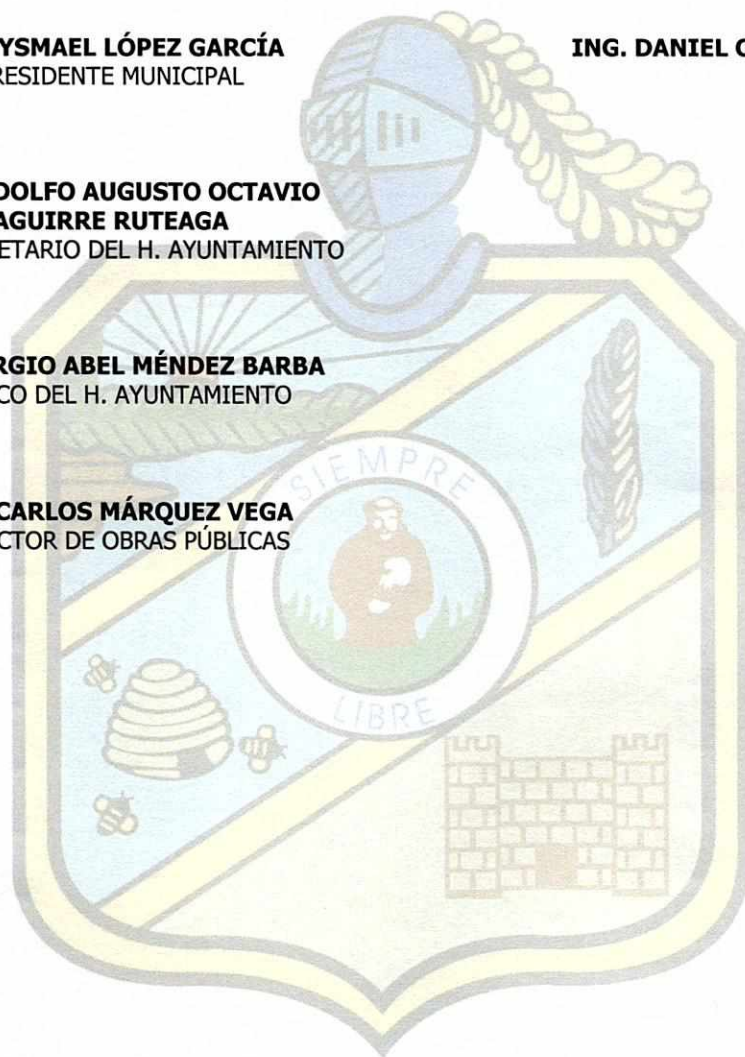 YSMAEL LÓPEZ GARCÍA
RESIDENTE MUNICIPAL
ING. DANIEL
DOLFO AUGUSTO OCTAVIO
AGUIRRE RUTEAGA
ETARIO DEL H. AYUNTAMIENTO
RGIO ABEL MÉNDEZ BARBA
CO DEL H. AYUNTAMIENTO
CARLOS MÁRQUEZ VEGA
CTOR DE OBRAS PÚBLICAS
SIEMPRE
LIBRE